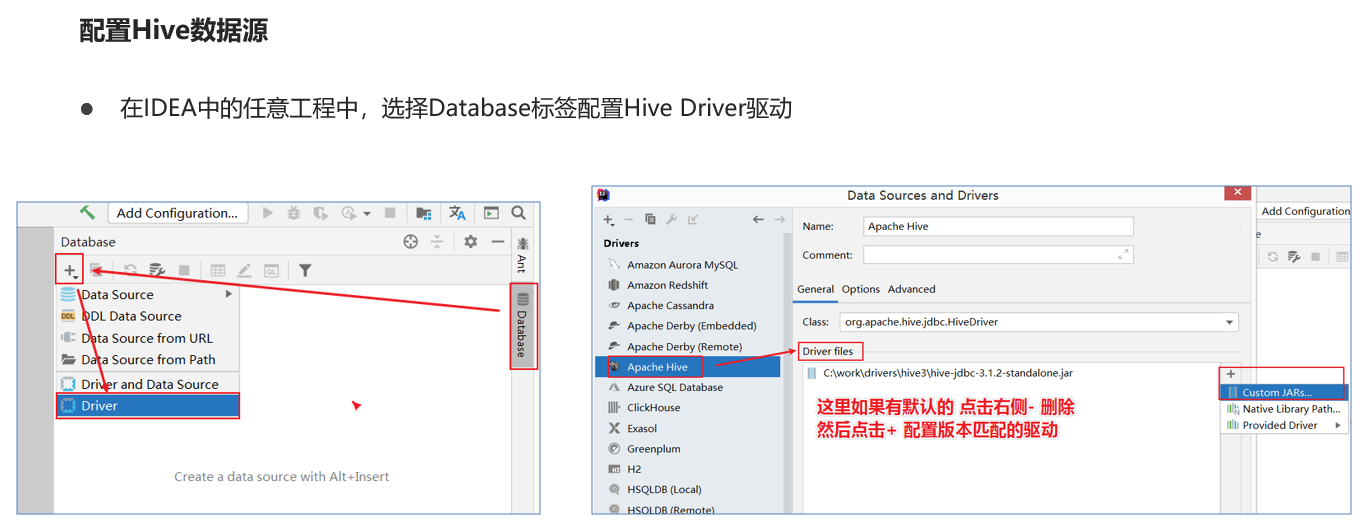 配置Hive数据源
● 在IDEA中的任意工程中，选择Database标签配置Hive Driver驱动
Add Configuration...
Database
Ant
Database
Data Source
DDL Data Source
Data Source from URL
Data Source from Path
Driver and Data Source
Driver
Create a data source with Alt+Insert
Data Sources and Drivers
Drivers
Amazon Aurora MySQL
Amazon Redshift
Apache Cassandra
Apache Derby (Embedded)
Apache Derby (Remote)
Apache Hive
Azure SQL Database
ClickHouse
Exasol
Greenplum
H2
HSQLDB (Local)
HSQLDB (Remote)
Name: Apache Hive
Comment:
General Options Advanced
Class: org.apache.hive.jdbc.HiveDriver
Driver files
C:\work\drivers\hive3\hive-jdbc-3.1.2-standalone.jar
这里如果有默认的 点击右侧- 删除
然后点击+ 配置版本匹配的驱动
Custom JARs...
Native Library Path...
Provided Driver
Add Configuration